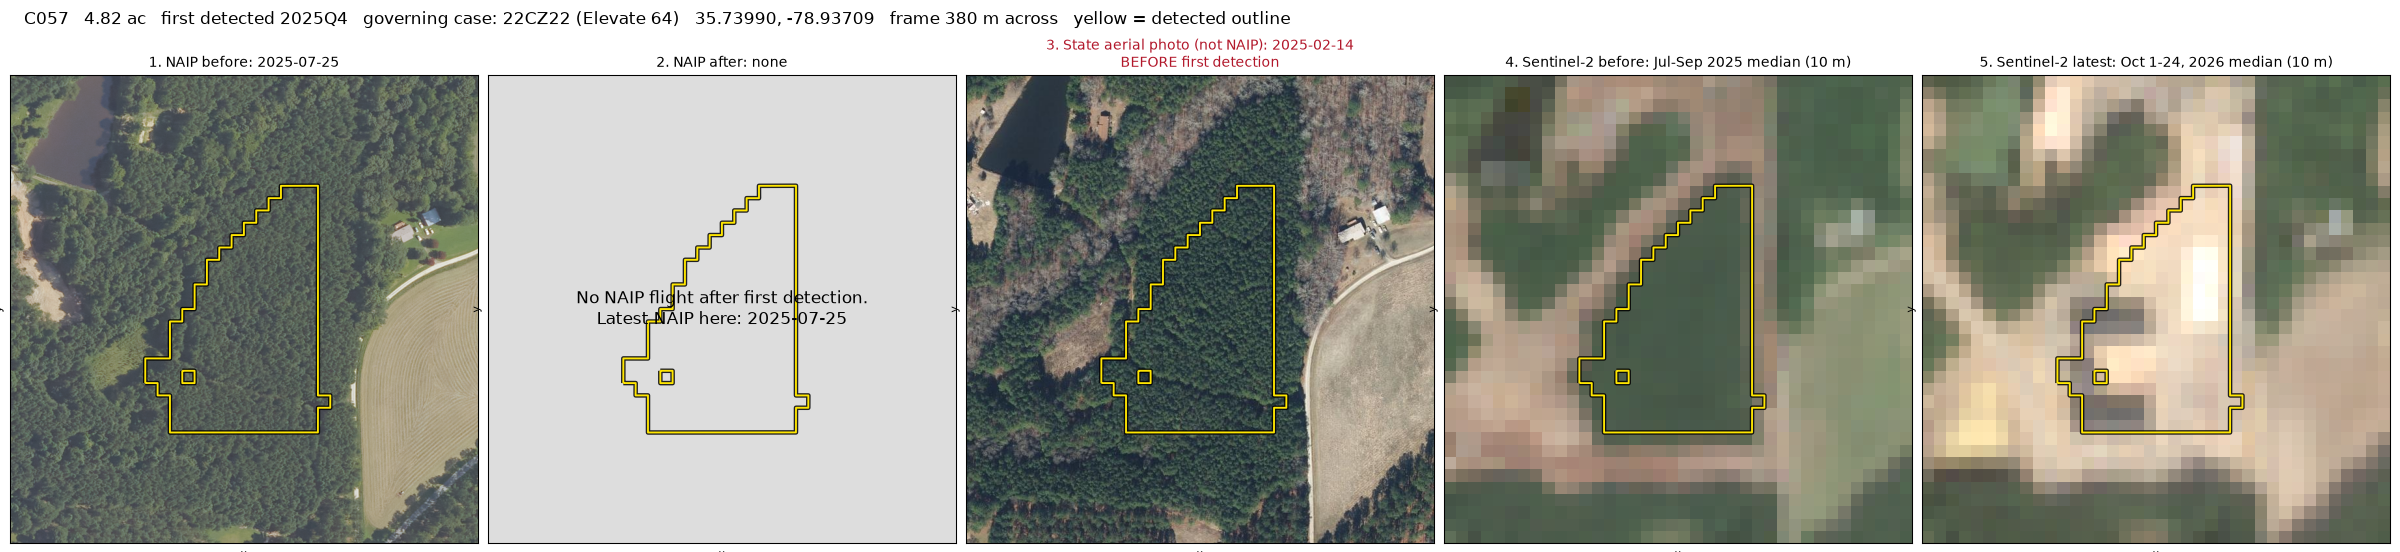 C057   4.82 ac   first detected 2025Q4   governing case: 22CZ22 (Elevate 64)   35.73990, -78.93709   frame 380 m across   yellow = detected outline
1. NAIP before: 2025-07-25
2. NAIP after: none
3. State aerial photo (not NAIP): 2025-02-14
BEFORE first detection
4. Sentinel-2 before: Jul-Sep 2025 median (10 m)
5. Sentinel-2 latest: Oct 1-24, 2026 median (10 m)
No NAIP flight after first detection.
Latest NAIP here: 2025-07-25